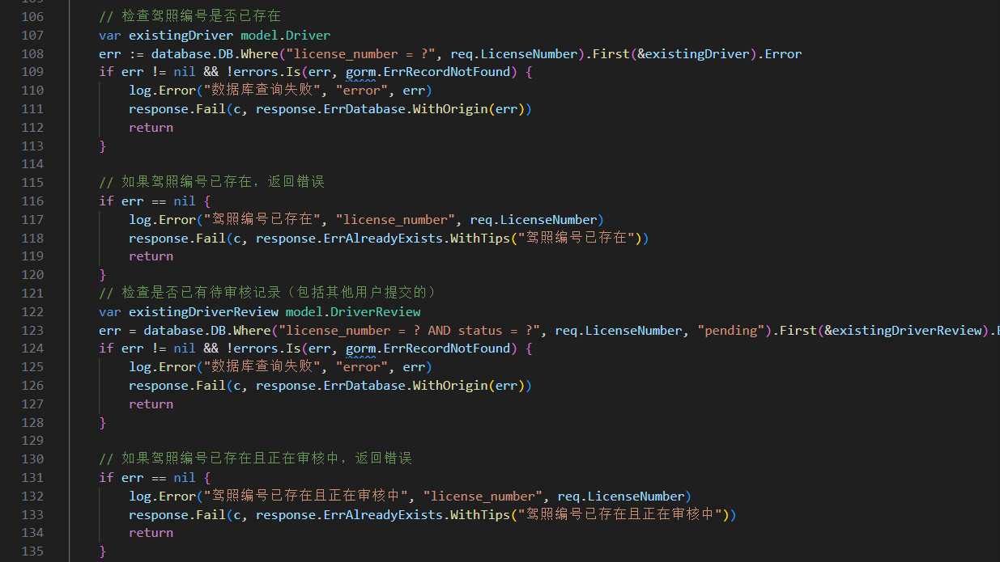 106 // 检查驾照编号是否已存在
107 var existingDriver model.Driver
108 err := database.DB.Where("license_number = ?", req.LicenseNumber).First(&existingDriver).Error
109 if err != nil && !errors.Is(err, gorm.ErrRecordNotFound) {
110 log.Error("数据库查询失败", "error", err)
111 response.Fail(c, response.ErrDatabase.WithOrigin(err))
112 return
113 }
114
115 // 如果驾照编号已存在，返回错误
116 if err == nil {
117 log.Error("驾照编号已存在", "license_number", req.LicenseNumber)
118 response.Fail(c, response.ErrAlreadyExists.WithTips("驾照编号已存在"))
119 return
120 }
121 // 检查是否已有待审核记录（包括其他用户提交的）
122 var existingDriverReview model.DriverReview
123 err = database.DB.Where("license_number = ? AND status = ?", req.LicenseNumber, "pending").First(&existingDriverReview).
124 if err != nil && !errors.Is(err, gorm.ErrRecordNotFound) {
125 log.Error("数据库查询失败", "error", err)
126 response.Fail(c, response.ErrDatabase.WithOrigin(err))
127 return
128 }
129
130 // 如果驾照编号已存在且正在审核中，返回错误
131 if err == nil {
132 log.Error("驾照编号已存在且正在审核中", "license_number", req.LicenseNumber)
133 response.Fail(c, response.ErrAlreadyExists.WithTips("驾照编号已存在且正在审核中"))
134 return
135 }